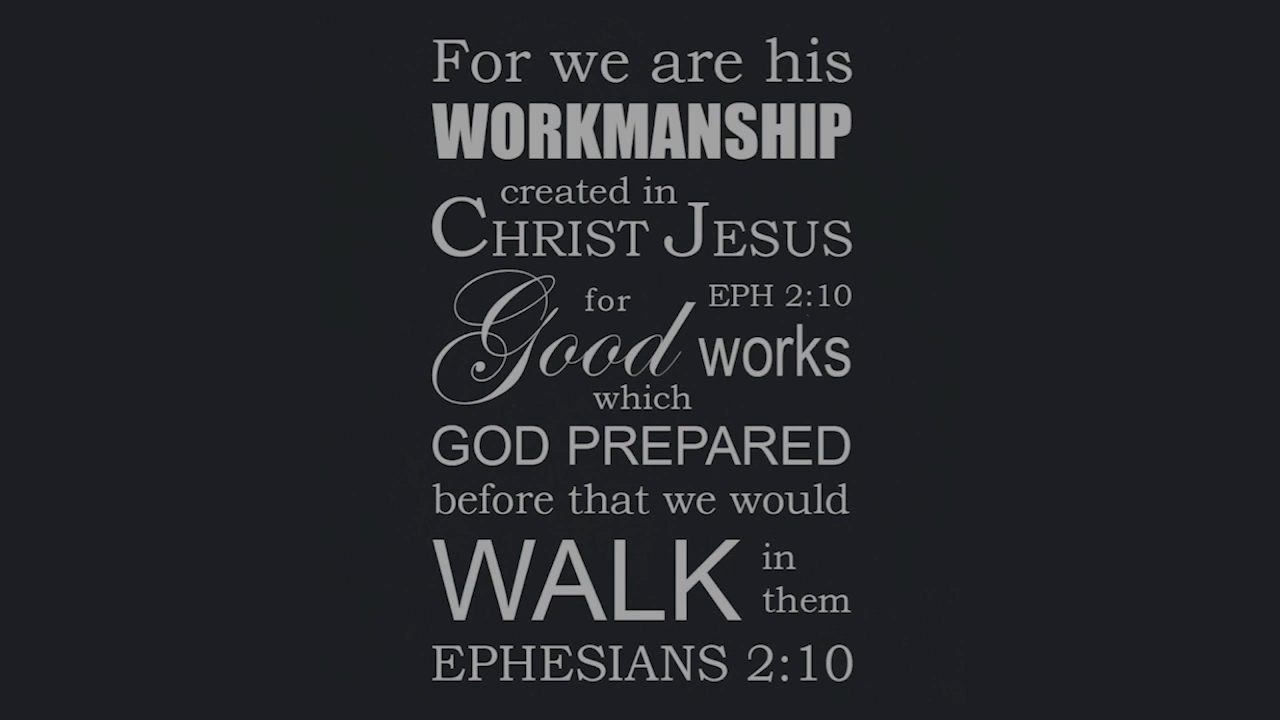 For we are his
WORKMANSHIP
created in
CHRIST JESUS
for EPH 2:10
Good works
which
GOD PREPARED
before that we would
WALK in
them
EPHESIANS 2:10